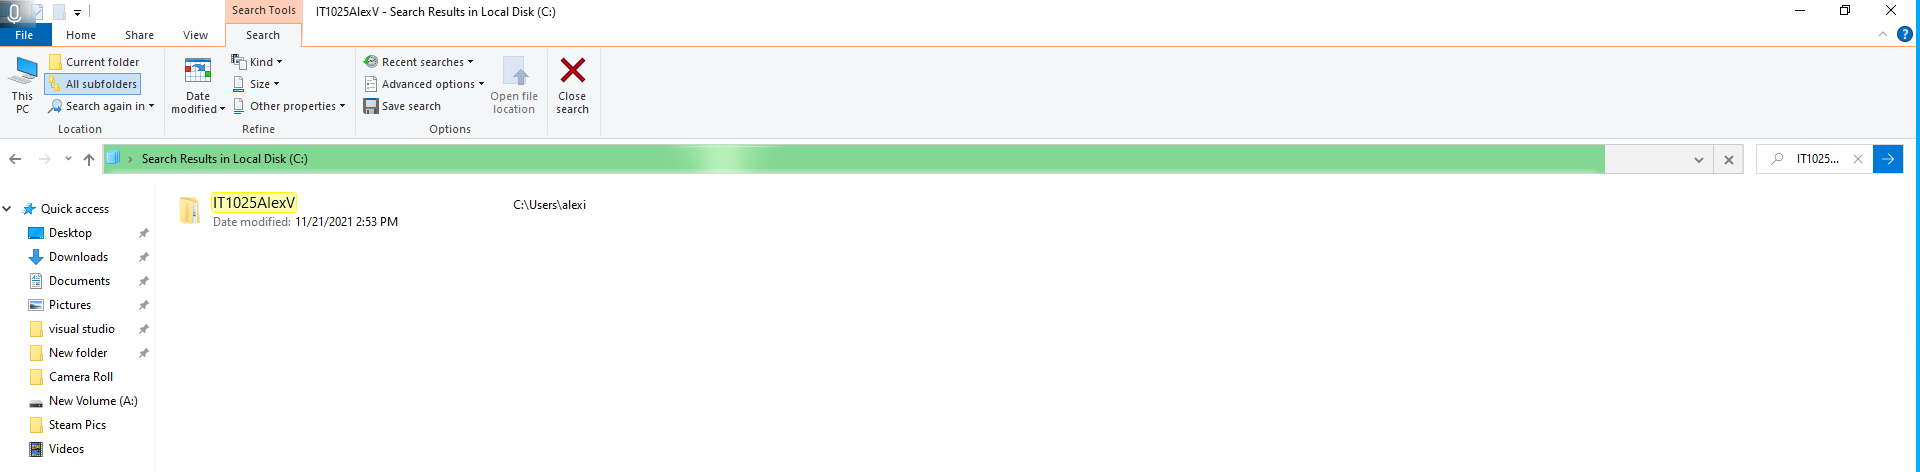 Search Tools
IT1025AlexV - Search Results in Local Disk (C:)
File
Home
Share
View
Search
This PC
Current folder
All subfolders
Search again in
Location
Date modified
Kind
Size
Other properties
Refine
Recent searches
Advanced options
Save search
Options
Open file location
Close search
Search Results in Local Disk (C:)
IT1025...
Quick access
Desktop
Downloads
Documents
Pictures
visual studio
New folder
Camera Roll
New Volume (A:)
Steam Pics
Videos
IT1025AlexV
Date modified: 11/21/2021 2:53 PM
C:\Users\alexi